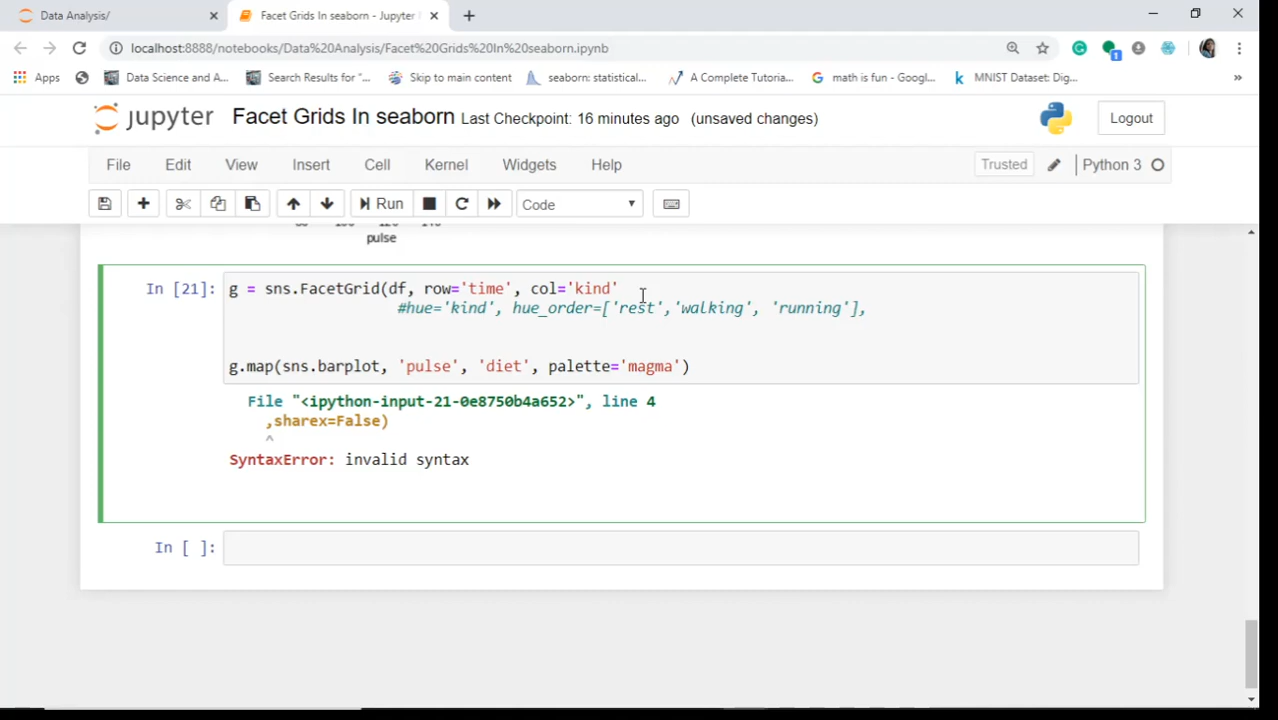 Data Analysis/
Facet Grids In seaborn - Jupyter
localhost:8888/notebooks/Data%20Analysis/Facet%20Grids%20In%20seaborn.ipynb
1
Apps
Data Science and A...
Search Results for "...
Skip to main content
seaborn: statistical...
A Complete Tutoria...
math is fun - Googl...
MNIST Dataset: Dig...
»
jupyter
Facet Grids In seaborn Last Checkpoint: 16 minutes ago (unsaved changes)
Logout
File Edit View Insert Cell Kernel Widgets Help
Trusted
Python 3
Run
Code
pulse
In [21]: g = sns.FacetGrid(df, row='time', col='kind'
#hue='kind', hue_order=['rest','walking', 'running'],
g.map(sns.barplot, 'pulse', 'diet', palette='magma')
File "<ipython-input-21-0e8750b4a652>", line 4
,sharex=False)
^
SyntaxError: invalid syntax
In [ ]: